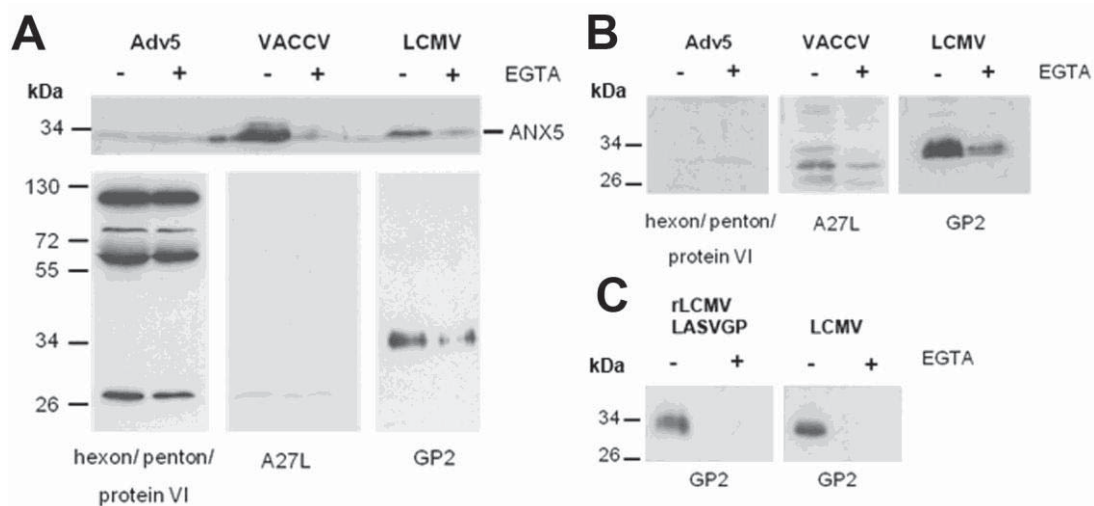 A
Adv5 VACCV LCMV
- + - + - + EGTA
kDa
34
ANX5
130
72
55
34
26
hexon/ penton/ A27L GP2
protein VI
B
Adv5 VACCV LCMV
- + - + - + EGTA
kDa
34
26
hexon/ penton/ A27L GP2
protein VI
C
rLCMV
LASVGP LCMV
kDa - + - + EGTA
34
26
GP2 GP2